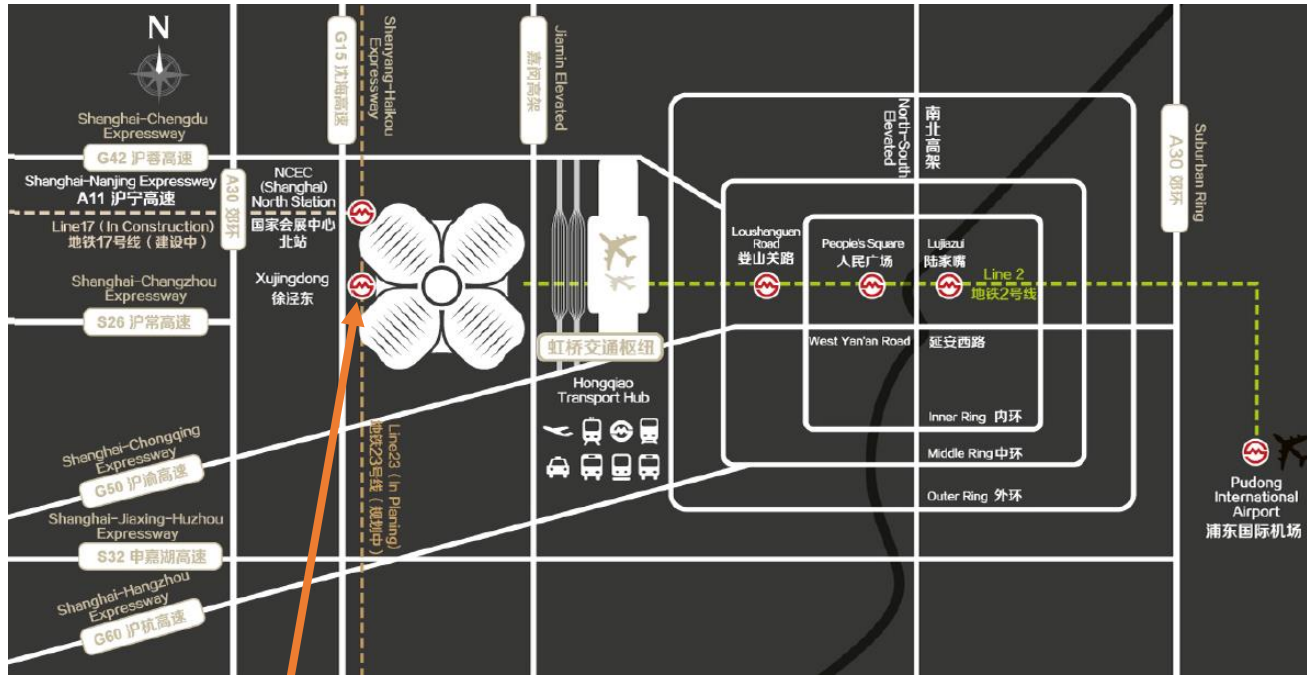 N
Shanghai-Chengdu
Expressway
G42 沪蓉高速
Shanghai-Nanjing Expressway
A11 沪宁高速
Line17 (In Construction)
地铁17号线（建设中）
Shanghai-Changzhou
Expressway
S26 沪常高速
Shanghai-Chongqing
Expressway
G50 沪渝高速
Shanghai-Jiaxing-Huzhou
Expressway
S32 申嘉湖高速
Shanghai-Hangzhou
Expressway
G60 沪杭高速
A30 郊环
NCEC
(Shanghai)
North Station
国家会展中心
北站
Xujingdong
徐泾东
G15 沈海高速
Shenyang-Haikou
Expressway
Line23 (In Planing)
地铁23号线（规划中）
嘉闵高架
Jiamin Elevated
虹桥交通枢纽
Hongqiao
Transport Hub
Loushanguan
Road
娄山关路
People's Square
人民广场
Lujiazui
陆家嘴
Line 2
地铁2号线
North-South
Elevated
南北高架
West Yan'an Road
延安西路
Inner Ring 内环
Middle Ring 中环
Outer Ring 外环
A30 郊环
Suburban Ring
Pudong
International
Airport
浦东国际机场